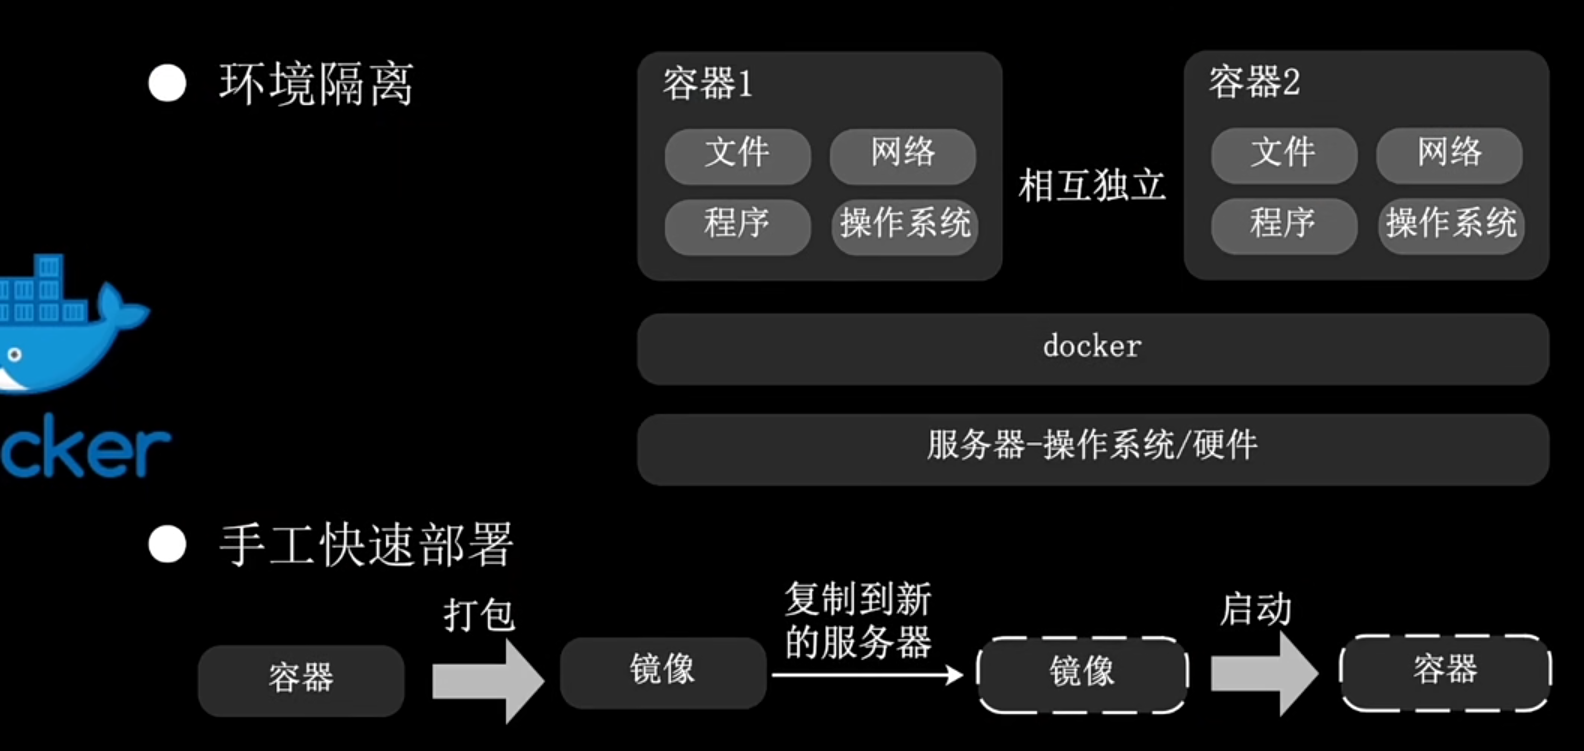 环境隔离
容器1
文件
网络
程序
操作系统
相互独立
容器2
文件
网络
程序
操作系统
docker
服务器-操作系统/硬件
cker
手工快速部署
容器
打包
镜像
复制到新
的服务器
镜像
启动
容器